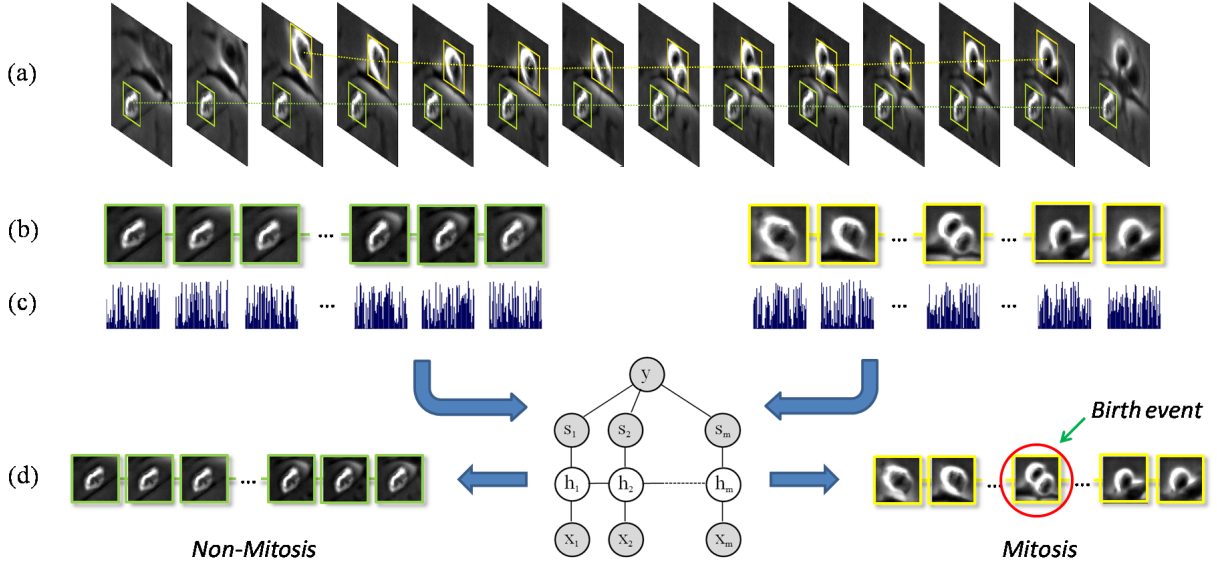 (a)
(b)
... ... ...
(c)
... ... ...
y
S1 S2 Sm
Birth event
(d)
... h1 h2 hm ... ...
X1 X2 Xm
Non-Mitosis
Mitosis